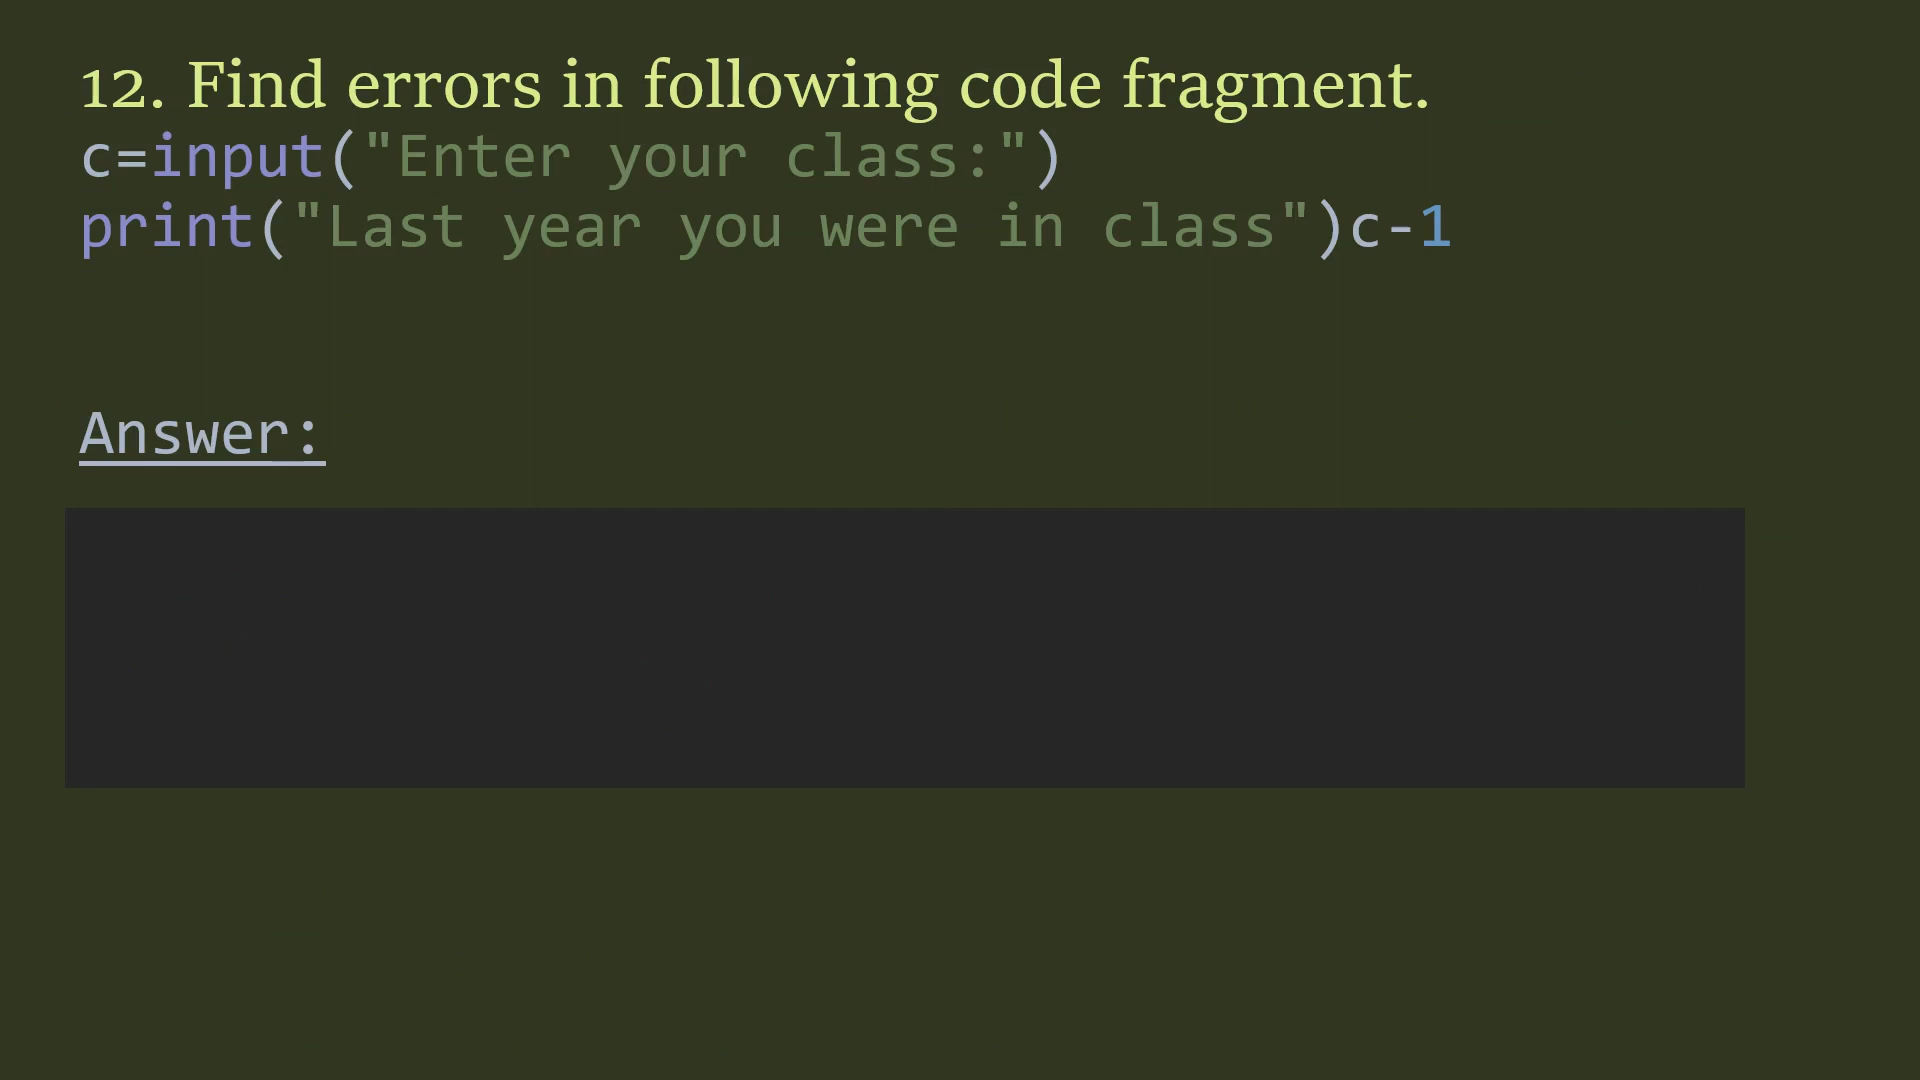 12. Find errors in following code fragment.
c=input("Enter your class:")
print("Last year you were in class")c-1
Answer: